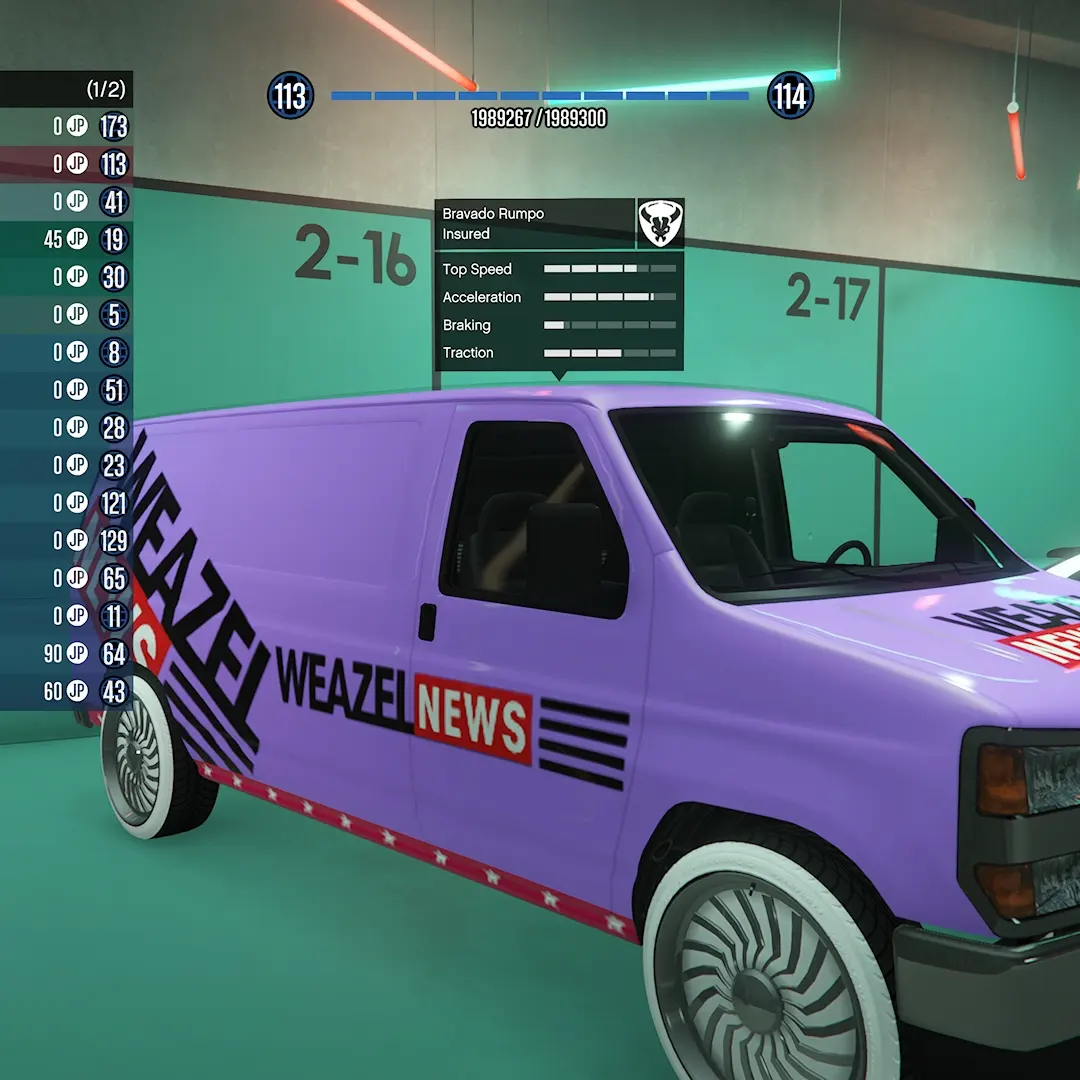 (1/2)
0 JP 173
0 JP 113
0 JP 41
45 JP 19
0 JP 30
0 JP 5
0 JP 8
0 JP 51
0 JP 28
0 JP 23
0 JP 121
0 JP 129
0 JP 65
0 JP 11
90 JP 64
60 JP 43
113
114
1989267/1989300
Bravado Rumpo
Insured
Top Speed
Acceleration
Braking
Traction
2-16
2-17
WEAZEL
WEAZEL NEWS
WEAZEL